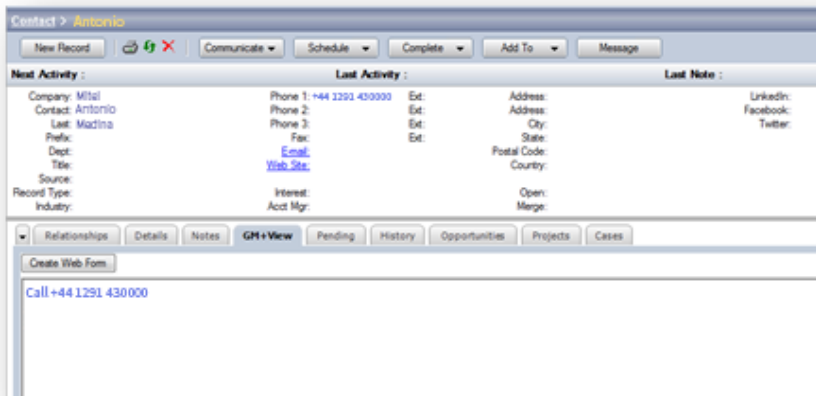 Contact > Antonio
New Record Communicate Schedule Complete Add To Message
Next Activity : Last Activity : Last Note :
Company: Mitel Phone 1: +44 1291 430000 Ext: Address: LinkedIn:
Contact: Antonio Phone 2: Ext: Address: Facebook:
Last: Madina Phone 3: Ext: City: Twitter:
Prefix: Fax: Ext: State:
Dept: E-mail: Postal Code:
Title: Web Site: Country:
Source:
Record Type: Interest: Open:
Industry: Acct Mgr: Merge:
Relationships Details Notes GM+View Pending History Opportunities Projects Cases
Create Web Form
Call +44 1291 430000